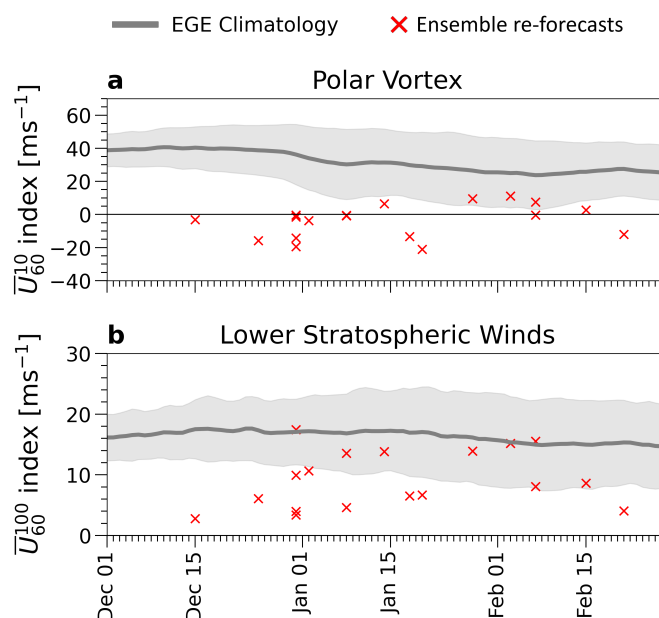 EGE Climatology Ensemble re-forecasts
a Polar Vortex
60
40
20
0
−20
−40
U̅₆₀¹⁰ index [ms⁻¹]
b Lower Stratospheric Winds
30
20
10
0
U̅₆₀¹⁰⁰ index [ms⁻¹]
Dec 01
Dec 15
Jan 01
Jan 15
Feb 01
Feb 15